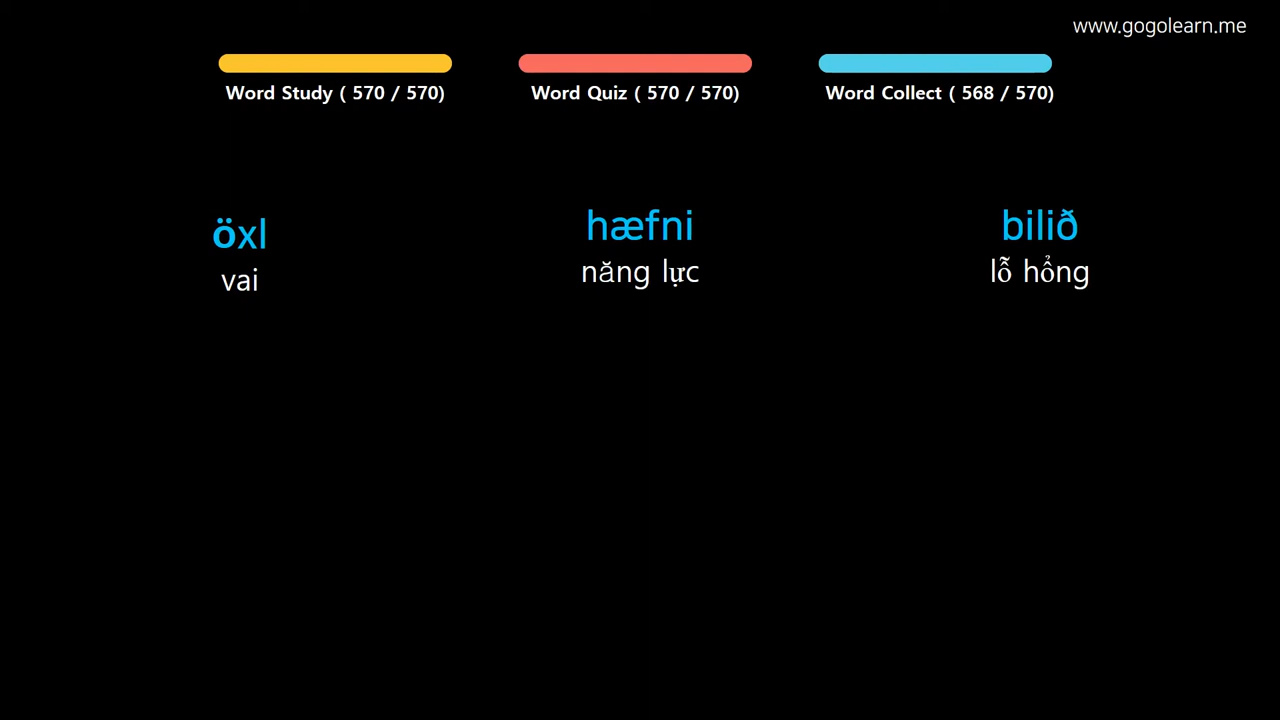 www.gogolearn.me
Word Study ( 570 / 570)
Word Quiz ( 570 / 570)
Word Collect ( 568 / 570)
öxl
vai
hæfni
năng lực
bilið
lỗ hổng